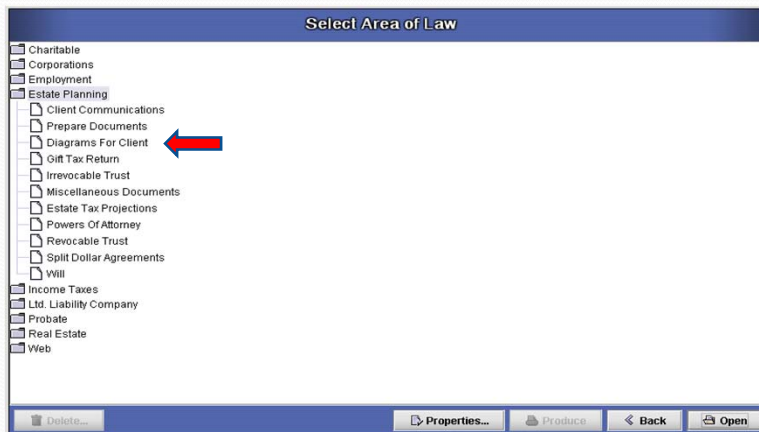 Select Area of Law
Charitable
Corporations
Employment
Estate Planning
Client Communications
Prepare Documents
Diagrams For Client
Gift Tax Return
Irrevocable Trust
Miscellaneous Documents
Estate Tax Projections
Powers Of Attorney
Revocable Trust
Split Dollar Agreements
Will
Income Taxes
Ltd. Liability Company
Probate
Real Estate
Web
Delete... Properties... Produce Back Open